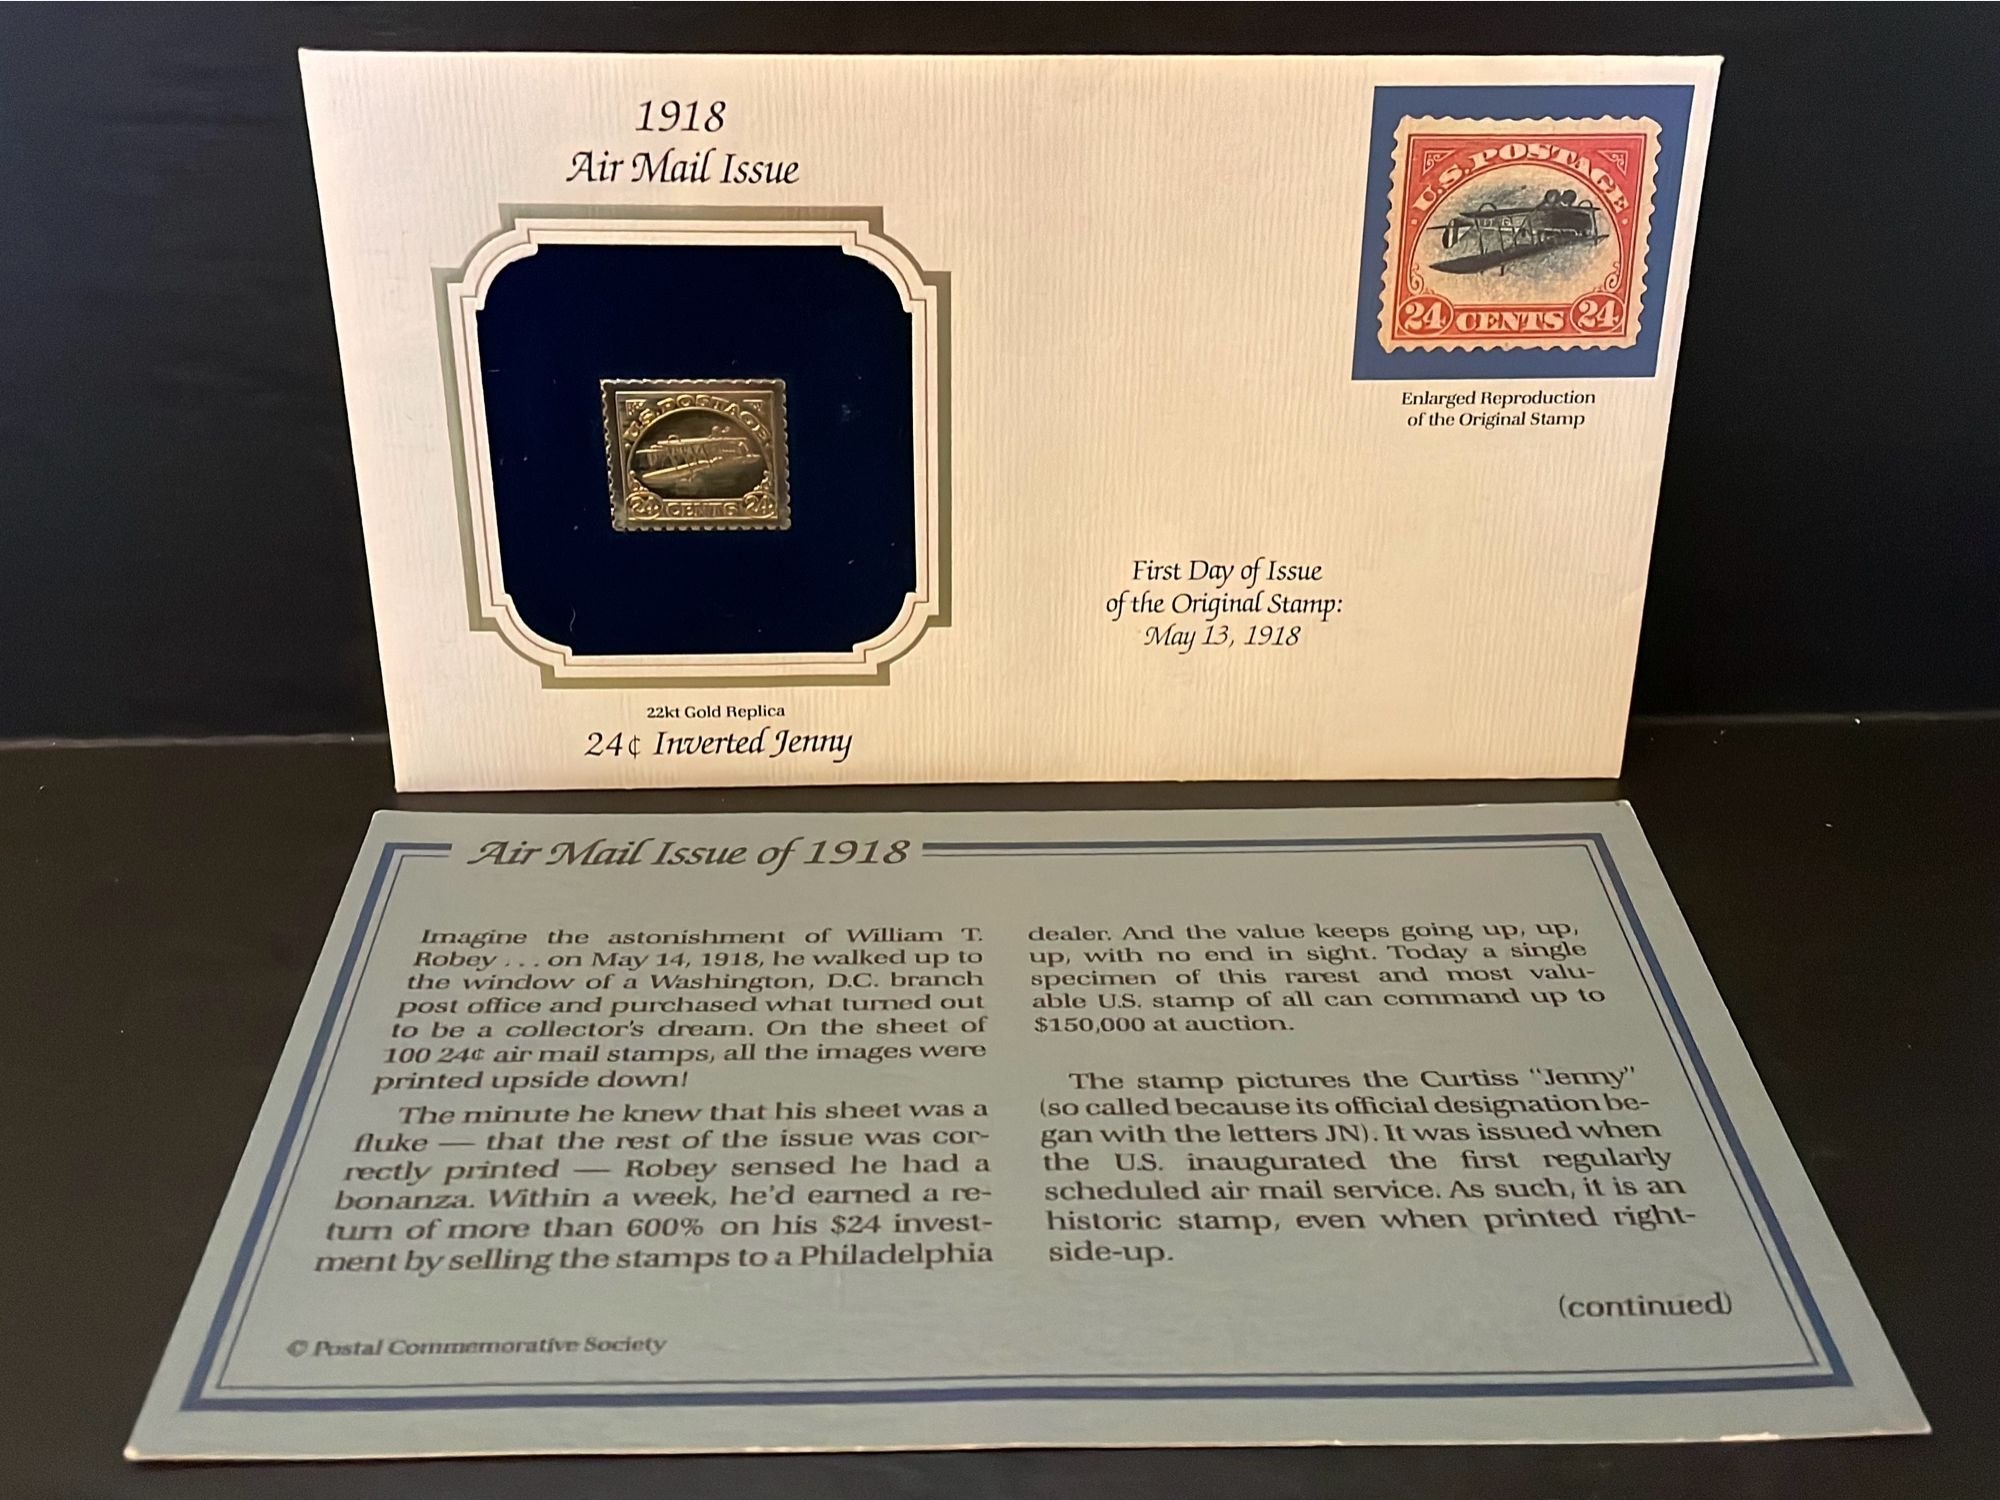 1918
Air Mail Issue
U.S. POSTAGE
24 CENTS 24
Enlarged Reproduction
of the Original Stamp
U.S. POSTAGE
24 CENTS 24
First Day of Issue
of the Original Stamp:
May 13, 1918
22kt Gold Replica
24¢ Inverted Jenny
Air Mail Issue of 1918
Imagine the astonishment of William T.
Robey . . . on May 14, 1918, he walked up to
the window of a Washington, D.C. branch
post office and purchased what turned out
to be a collector's dream. On the sheet of
100 24¢ air mail stamps, all the images were
printed upside down!
The minute he knew that his sheet was a
fluke — that the rest of the issue was cor-
rectly printed — Robey sensed he had a
bonanza. Within a week, he'd earned a re-
turn of more than 600% on his $24 invest-
ment by selling the stamps to a Philadelphia
dealer. And the value keeps going up, up,
up, with no end in sight. Today a single
specimen of this rarest and most valu-
able U.S. stamp of all can command up to
$150,000 at auction.
The stamp pictures the Curtiss "Jenny"
(so called because its official designation be-
gan with the letters JN). It was issued when
the U.S. inaugurated the first regularly
scheduled air mail service. As such, it is an
historic stamp, even when printed right-
side-up.
(continued)
© Postal Commemorative Society